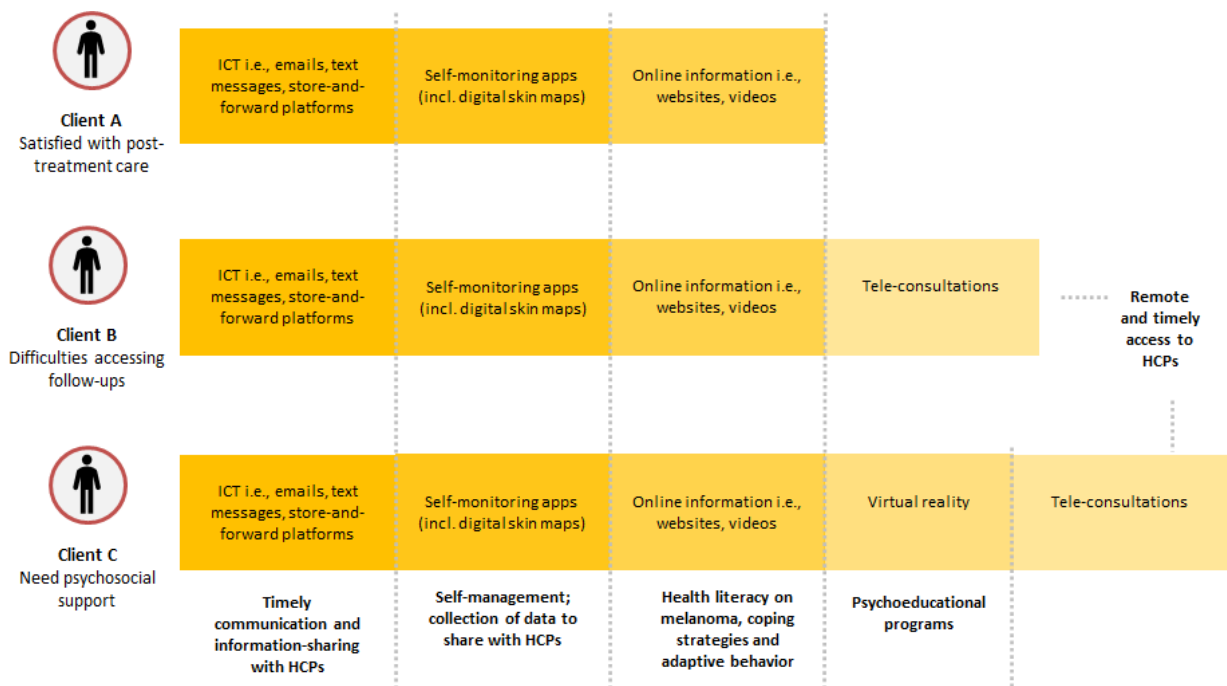 Client A
Satisfied with post-
treatment care
ICT i.e., emails, text
messages, store-and-
forward platforms
Self-monitoring apps
(incl. digital skin maps)
Online information i.e.,
websites, videos
Client B
Difficulties accessing
follow-ups
ICT i.e., emails, text
messages, store-and-
forward platforms
Self-monitoring apps
(incl. digital skin maps)
Online information i.e.,
websites, videos
Tele-consultations
Remote
and timely
access to
HCPs
Client C
Need psychosocial
support
ICT i.e., emails, text
messages, store-and-
forward platforms
Self-monitoring apps
(incl. digital skin maps)
Online information i.e.,
websites, videos
Virtual reality
Tele-consultations
Timely
communication and
information-sharing
with HCPs
Self-management;
collection of data to
share with HCPs
Health literacy on
melanoma, coping
strategies and
adaptive behavior
Psychoeducational
programs